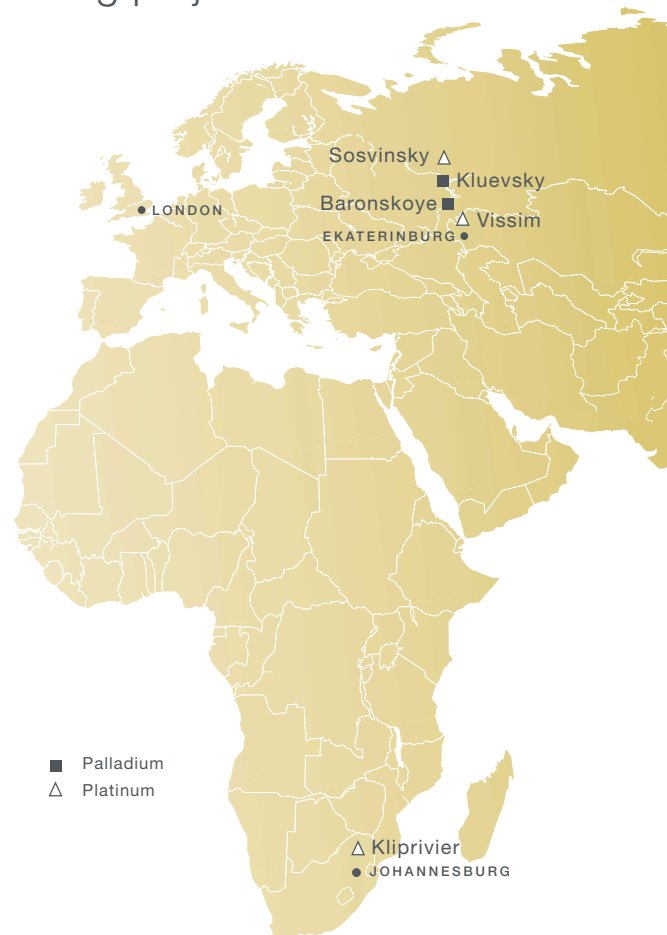 Sosvinsky
Kluevsky
Baronskoye
LONDON
Vissim
EKATERINBURG
Palladium
Platinum
Kliprivier
JOHANNESBURG